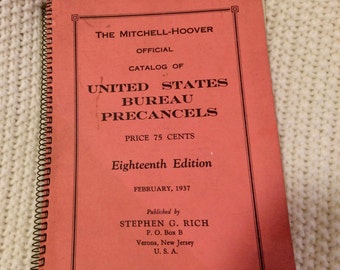 THE MITCHELL-HOOVER
OFFICIAL
CATALOG OF
UNITED STATES
BUREAU
PRECANCELS
PRICE 75 CENTS
Eighteenth Edition
FEBRUARY, 1937
Published by
STEPHEN G. RICH
P. O. Box B
Verona, New Jersey
U. S. A.